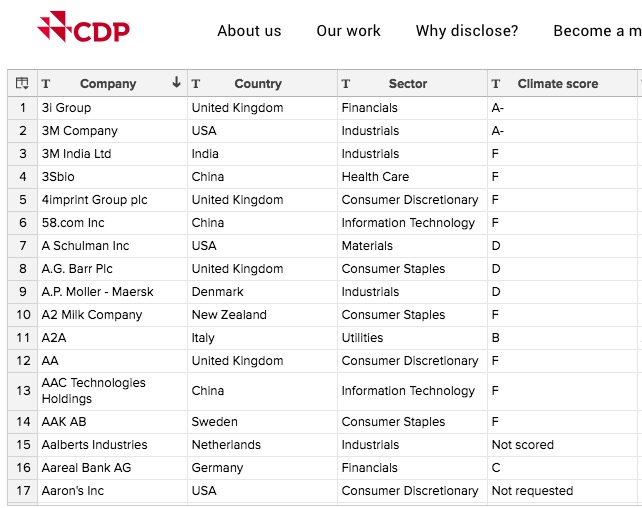 CDP About us Our work Why disclose? Become a m
T Company T Country T Sector T Climate score
1 3i Group United Kingdom Financials A-
2 3M Company USA Industrials A-
3 3M India Ltd India Industrials F
4 3Sbio China Health Care F
5 4imprint Group plc United Kingdom Consumer Discretionary F
6 58.com Inc China Information Technology F
7 A Schulman Inc USA Materials D
8 A.G. Barr Plc United Kingdom Consumer Staples D
9 A.P. Moller - Maersk Denmark Industrials D
10 A2 Milk Company New Zealand Consumer Staples F
11 A2A Italy Utilities B
12 AA United Kingdom Consumer Discretionary F
13 AAC Technologies Holdings China Information Technology F
14 AAK AB Sweden Consumer Staples F
15 Aalberts Industries Netherlands Industrials Not scored
16 Aareal Bank AG Germany Financials C
17 Aaron's Inc USA Consumer Discretionary Not requested